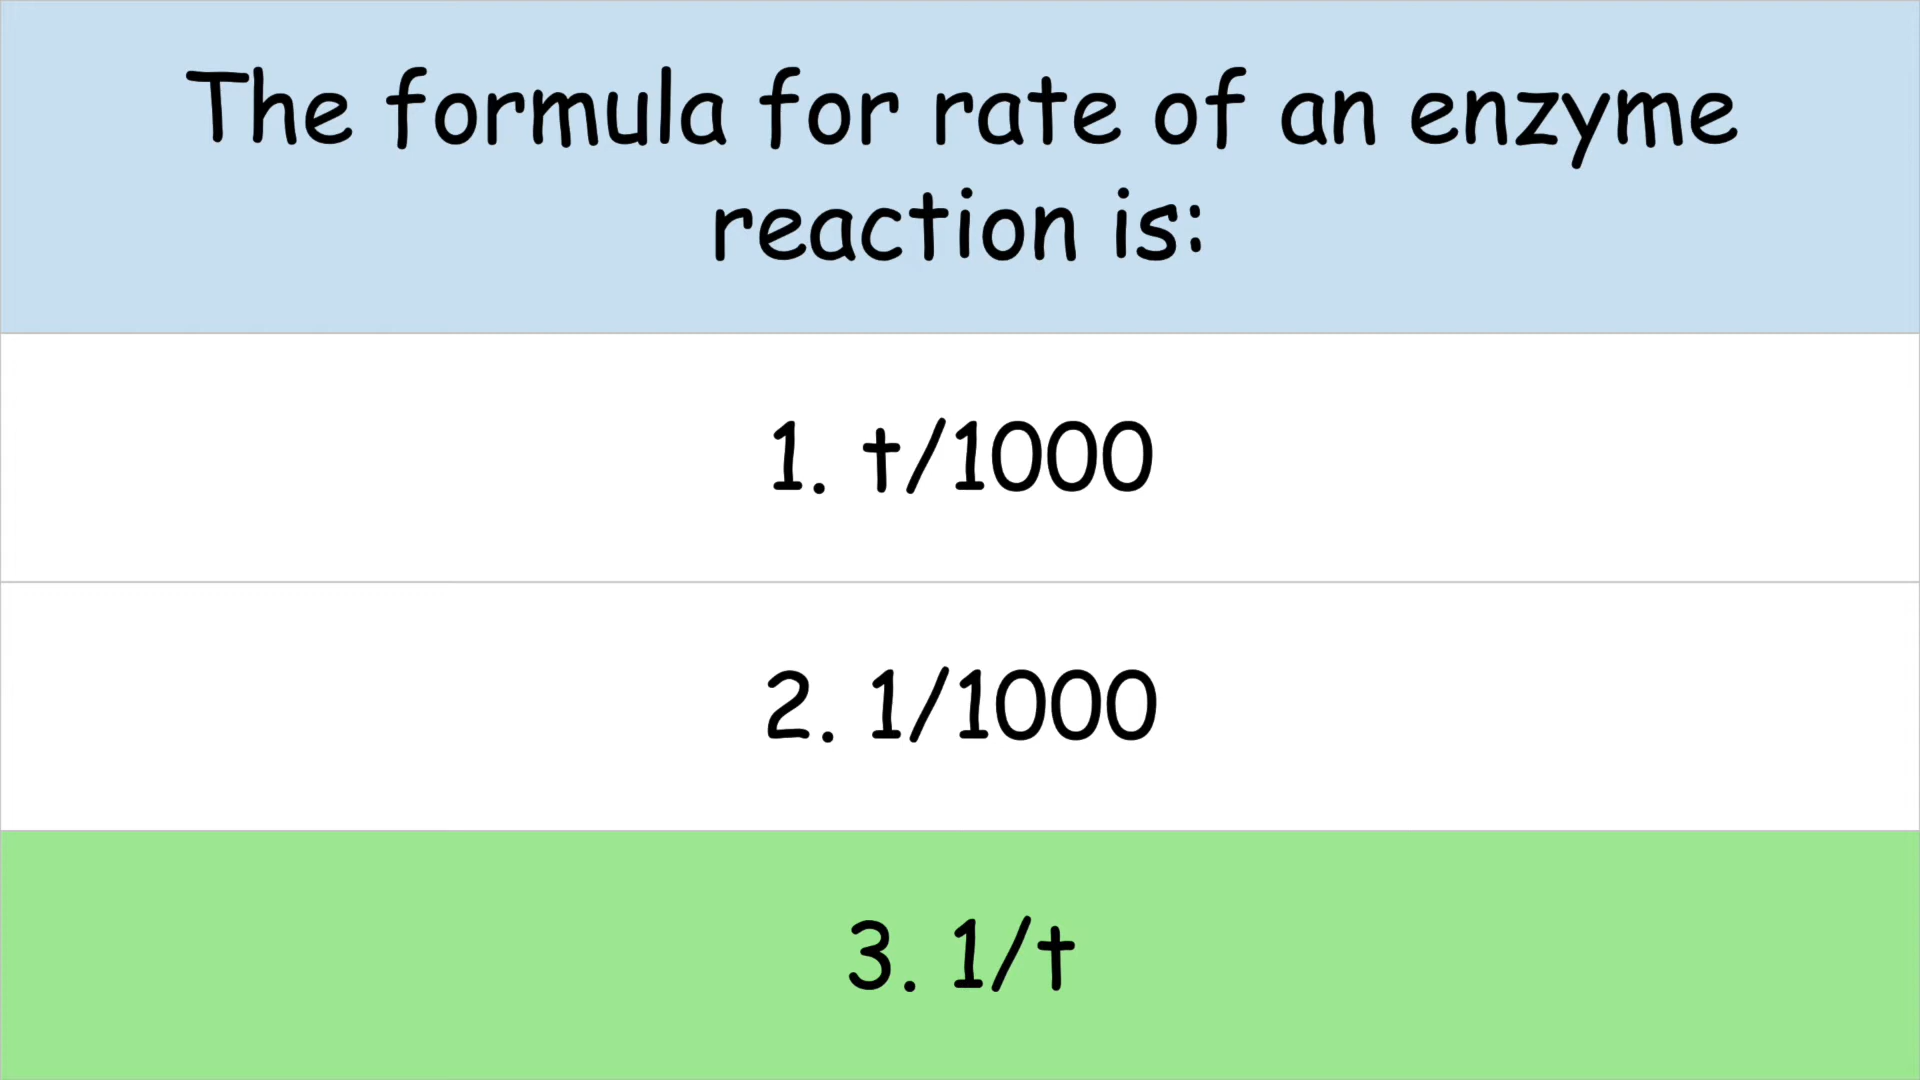 The formula for rate of an enzyme
reaction is:
1. t/1000
2. 1/1000
3. 1/t